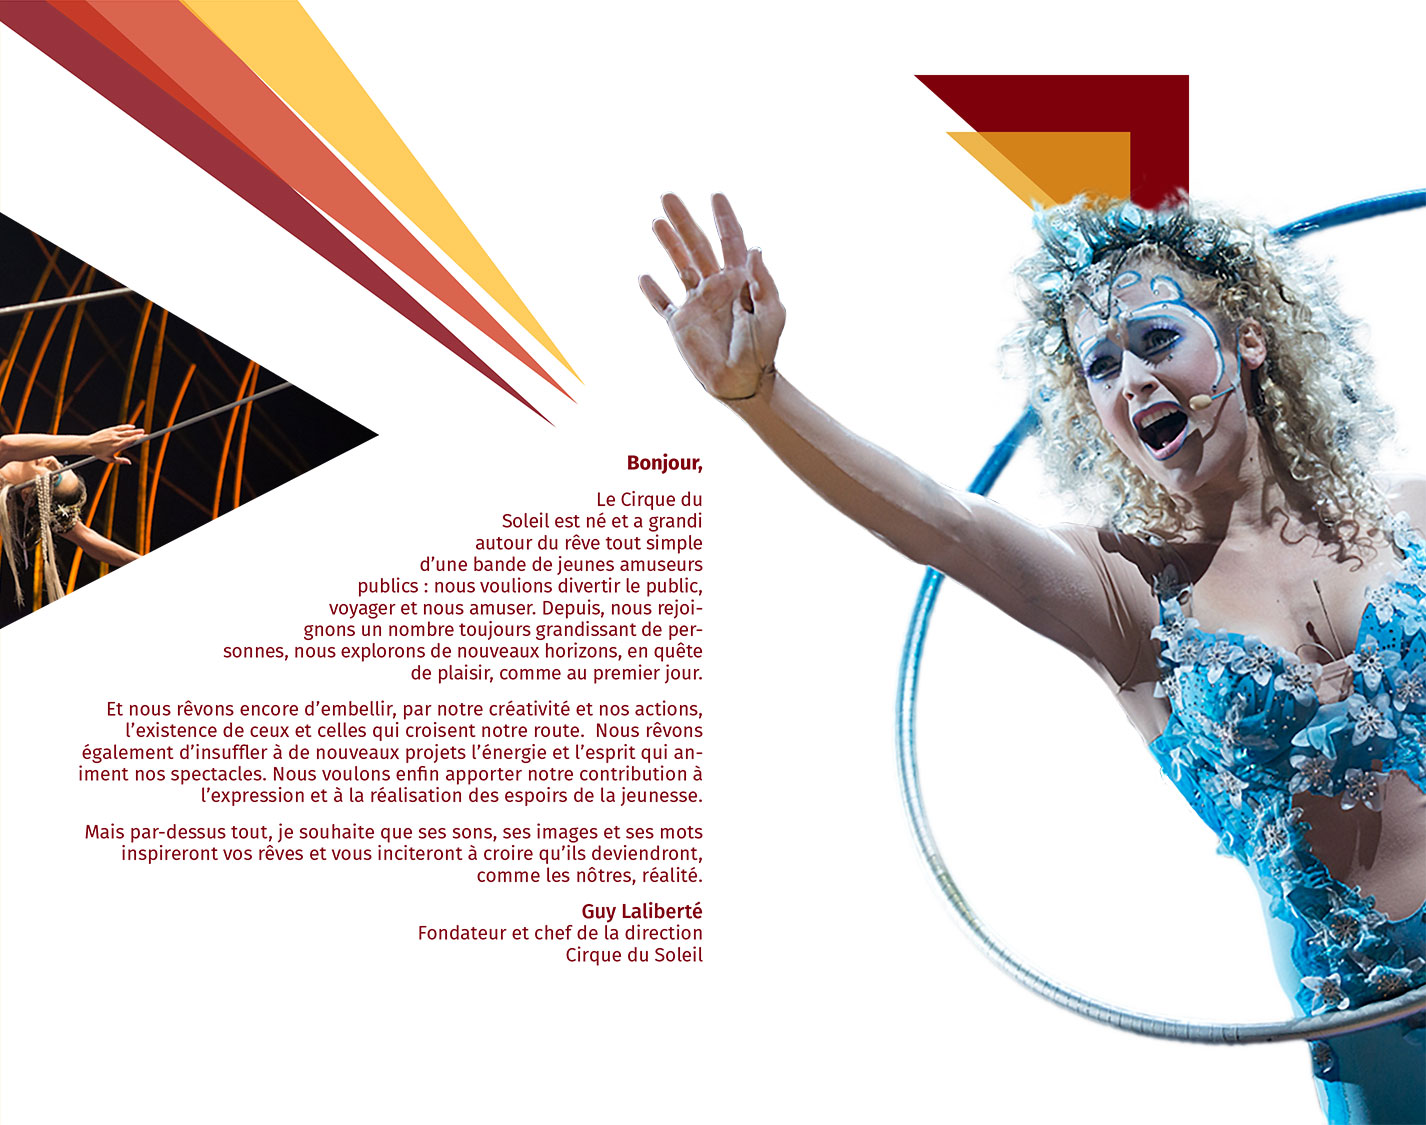 Bonjour,
Le Cirque du
Soleil est né et a grandi
autour du rêve tout simple
d’une bande de jeunes amuseurs
publics : nous voulions divertir le public,
voyager et nous amuser. Depuis, nous rejoi-
gnons un nombre toujours grandissant de per-
sonnes, nous explorons de nouveaux horizons, en quête
de plaisir, comme au premier jour.
Et nous rêvons encore d’embellir, par notre créativité et nos actions,
l’existence de ceux et celles qui croisent notre route.  Nous rêvons
également d’insuffler à de nouveaux projets l’énergie et l’esprit qui an-
iment nos spectacles. Nous voulons enfin apporter notre contribution à
l’expression et à la réalisation des espoirs de la jeunesse.
Mais par-dessus tout, je souhaite que ses sons, ses images et ses mots
inspireront vos rêves et vous inciteront à croire qu’ils deviendront,
comme les nôtres, réalité.
Guy Laliberté
Fondateur et chef de la direction
Cirque du Soleil